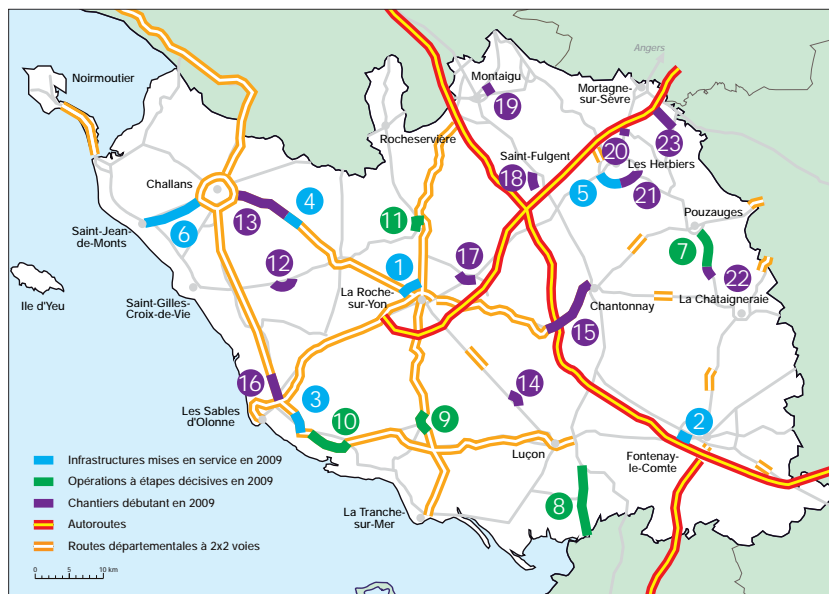 Angers
Noirmoutier
Montaigu
Mortagne-
sur-Sèvre
19
Rocheservière
20
23
Saint-Fulgent
Les Herbiers
18
5
21
Challans
13
4
11
Pouzauges
6
7
Saint-Jean-
de-Monts
12
17
22
1
La Roche-
sur-Yon
Ile d'Yeu
Saint-Gilles-
Croix-de-Vie
Chantonnay
La Châtaigneraie
15
16
14
3
Les Sables
d'Olonne
10
9
2
Luçon
Fontenay-
le-Comte
8
La Tranche-
sur-Mer
Infrastructures mises en service en 2009
Opérations à étapes décisives en 2009
Chantiers débutant en 2009
Autoroutes
Routes départementales à 2x2 voies
0 5 10 km